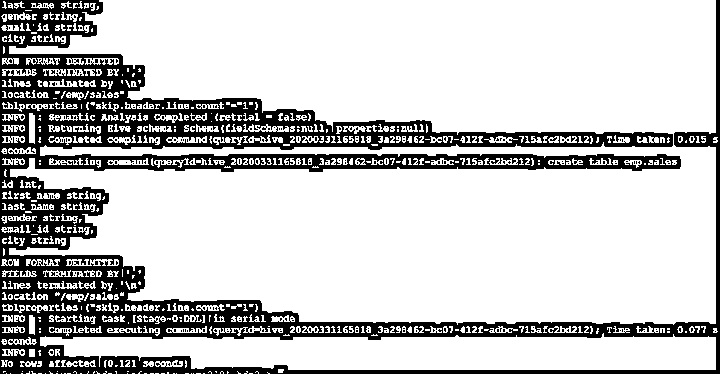 last_name string,
gender string,
email_id string,
city string
)
ROW FORMAT DELIMITED
FIELDS TERMINATED BY ','
lines terminated by '\n'
location "/emp/sales"
tblproperties ("skip.header.line.count"="1")
INFO : Semantic Analysis Completed (retrial = false)
INFO : Returning Hive schema: Schema(fieldSchemas:null, properties:null)
INFO : Completed compiling command(queryId=hive_20200331165818_3a298462-bc07-412f-adbc-715afc2bd212); Time taken: 0.015 s
econds
INFO : Executing command(queryId=hive_20200331165818_3a298462-bc07-412f-adbc-715afc2bd212): create table emp.sales
(
id int,
first_name string,
last_name string,
gender string,
email_id string,
city string
)
ROW FORMAT DELIMITED
FIELDS TERMINATED BY ','
lines terminated by '\n'
location "/emp/sales"
tblproperties ("skip.header.line.count"="1")
INFO : Starting task [Stage-0:DDL] in serial mode
INFO : Completed executing command(queryId=hive_20200331165818_3a298462-bc07-412f-adbc-715afc2bd212); Time taken: 0.077 s
econds
INFO : OK
No rows affected (0.121 seconds)